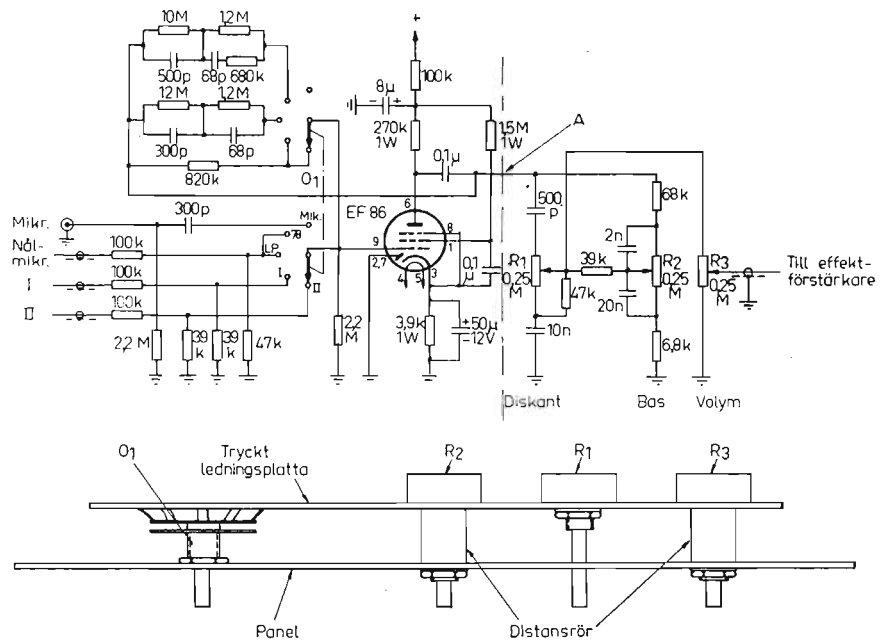 10M
1,2M
500p
68p
680k
12M
1,2M
300p
68p
820k
O1
+
100k
8µ
- +
270k
1W
0,1µ
1,5M
1W
A
6
EF 86
9
8
1
2,7
4
5
3
0,1
µ
Mikr.
300p
Mik.
78
LP
I
II
Nål-
mikr.
100k
I
100k
II
100k
2,2 M
39
k
39
k
47k
2,2
M
3,9k
1W
+50µ
-12V
500
p
R1
0,25
M
39k
47k
10n
68k
2n
R2
0,25
M
20n
6,8k
R3
0,25
M
Till effekt-
förstärkare
Diskant
Bas
Volym
O1
Tryckt
ledningsplatta
R2
R1
R3
Panel
Distansrör